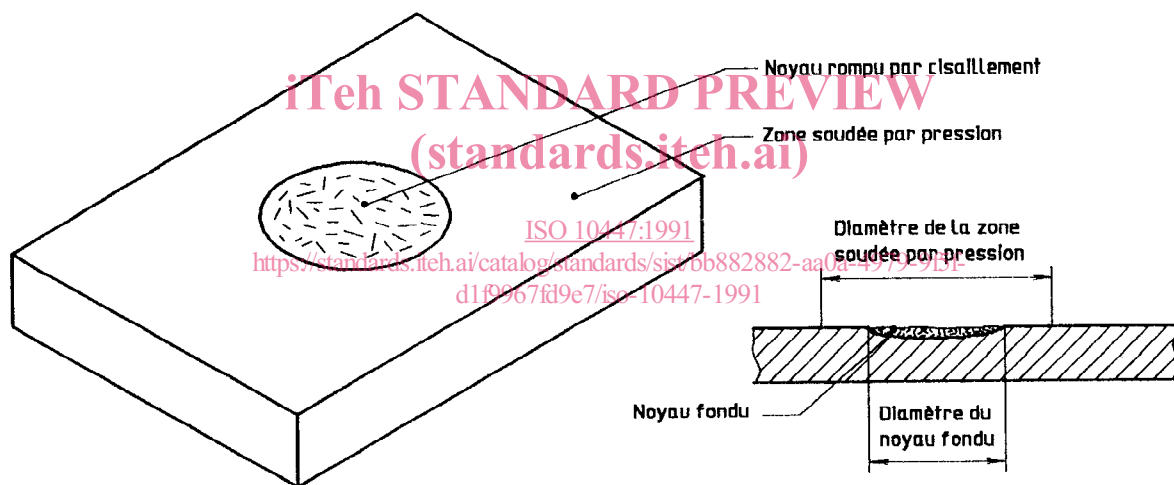 Noyau rompu par cisaillement
iTeh STANDARD PREVIEW
Zone soudée par pression
(standards.iteh.ai)
ISO 10447:1991
Diamètre de la zone
soudée par pression
https://standards.iteh.ai/catalog/standards/sist/bb882882-aa0a-4979-9f3f-
d1f9967fd9e7/iso-10447-1991
Noyau fondu
Diamètre du
noyau fondu